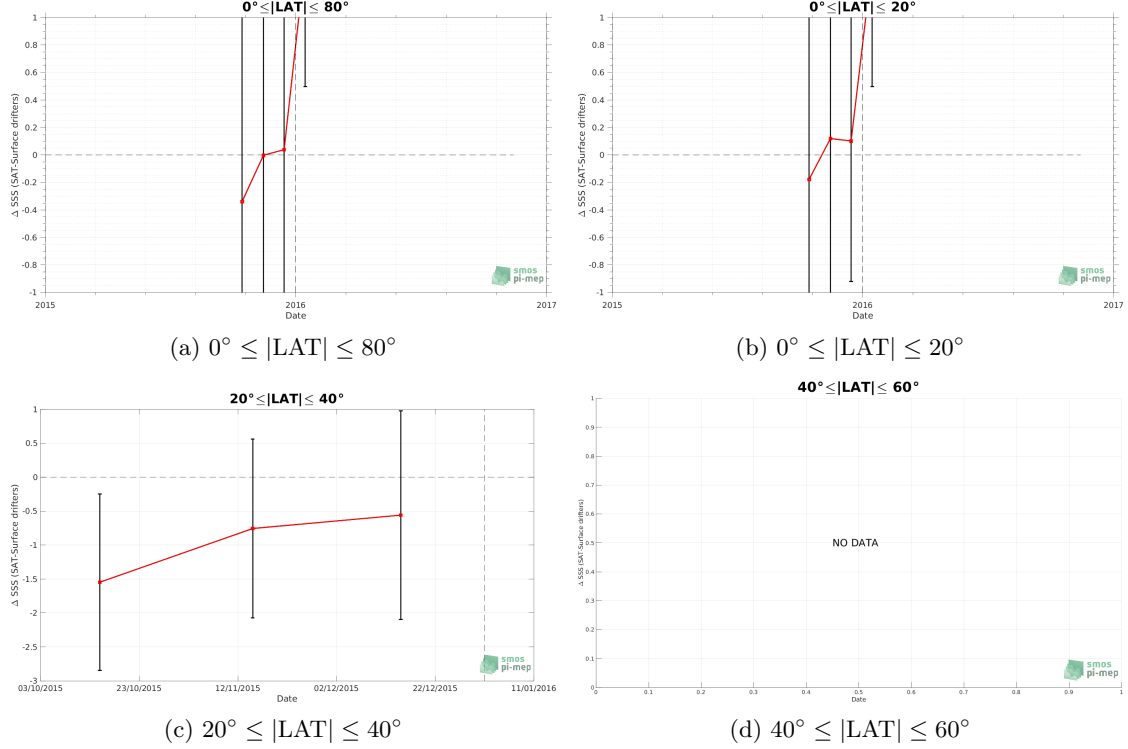 0°≤|LAT|≤ 80°
1
0.8
0.6
0.4
0.2
0
-0.2
-0.4
-0.6
-0.8
-1
Δ SSS (SAT-Surface drifters)
2015
2016
2017
Date
smos
pi-mep
(a) 0° ≤ |LAT| ≤ 80°
0°≤|LAT|≤ 20°
1
0.8
0.6
0.4
0.2
0
-0.2
-0.4
-0.6
-0.8
-1
Δ SSS (SAT-Surface drifters)
2015
2016
2017
Date
smos
pi-mep
(b) 0° ≤ |LAT| ≤ 20°
20°≤|LAT|≤ 40°
1
0.5
0
-0.5
-1
-1.5
-2
-2.5
-3
Δ SSS (SAT-Surface drifters)
03/10/2015
23/10/2015
12/11/2015
02/12/2015
22/12/2015
11/01/2016
Date
smos
pi-mep
(c) 20° ≤ |LAT| ≤ 40°
40°≤|LAT|≤ 60°
1
0.9
0.8
0.7
0.6
0.5
0.4
0.3
0.2
0.1
0
Δ SSS (SAT-Surface drifters)
NO DATA
0
0.1
0.2
0.3
0.4
0.5
0.6
0.7
0.8
0.9
1
Date
smos
pi-mep
(d) 40° ≤ |LAT| ≤ 60°